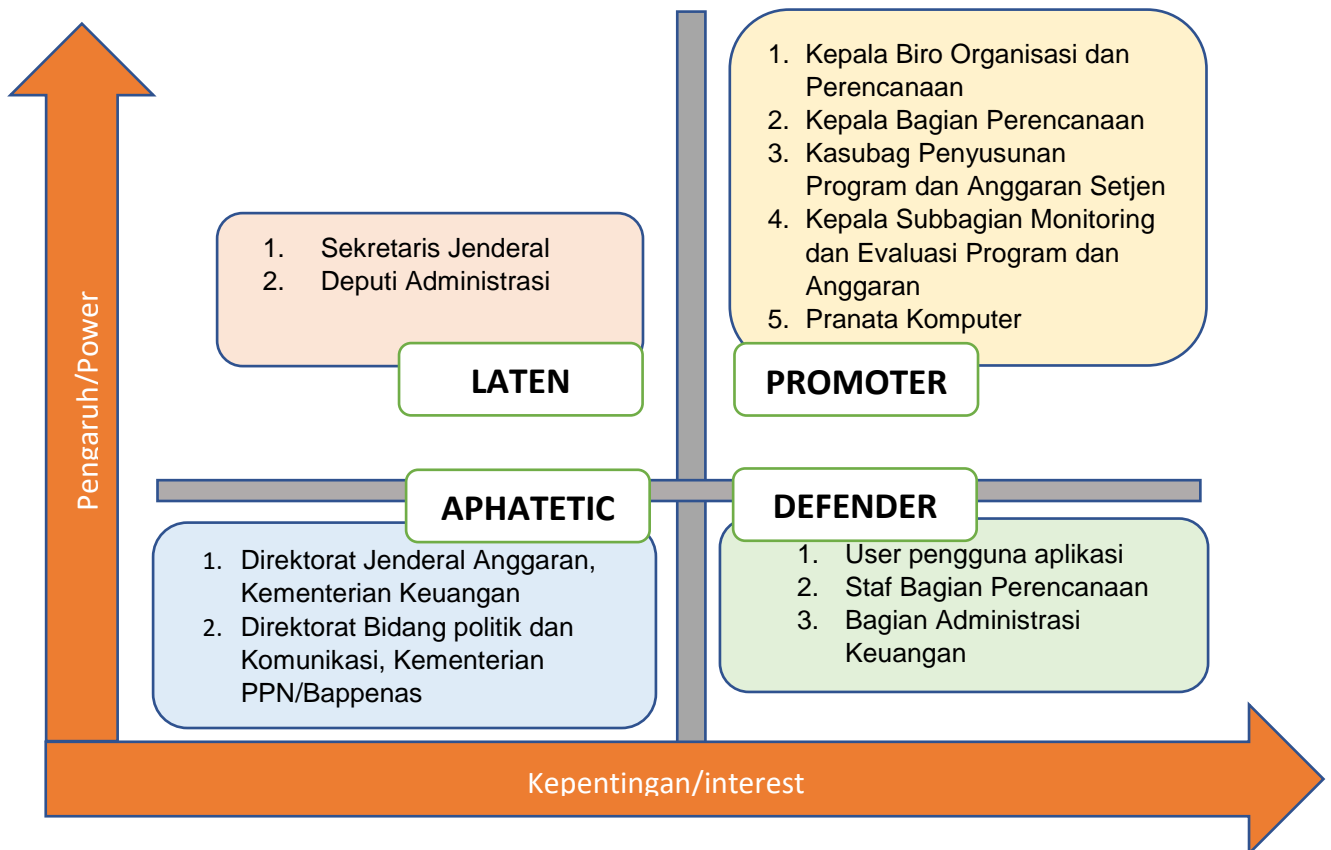 Pengaruh/Power
1. Sekretaris Jenderal
2. Deputi Administrasi
LATEN
1. Kepala Biro Organisasi dan
Perencanaan
2. Kepala Bagian Perencanaan
3. Kasubag Penyusunan
Program dan Anggaran Setjen
4. Kepala Subbagian Monitoring
dan Evaluasi Program dan
Anggaran
5. Pranata Komputer
PROMOTER
APHATETIC
1. Direktorat Jenderal Anggaran,
Kementerian Keuangan
2. Direktorat Bidang politik dan
Komunikasi, Kementerian
PPN/Bappenas
DEFENDER
1. User pengguna aplikasi
2. Staf Bagian Perencanaan
3. Bagian Administrasi
Keuangan
Kepentingan/interest